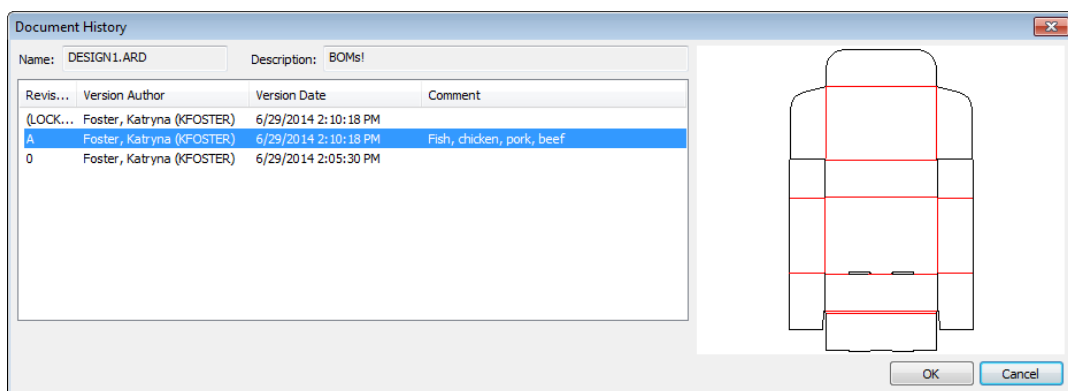 Document History
Name: DESIGN1.ARD Description: BOMs!
Revis... Version Author Version Date Comment
(LOCK... Foster, Katryna (KFOSTER) 6/29/2014 2:10:18 PM
A Foster, Katryna (KFOSTER) 6/29/2014 2:10:18 PM Fish, chicken, pork, beef
0 Foster, Katryna (KFOSTER) 6/29/2014 2:05:30 PM
OK Cancel